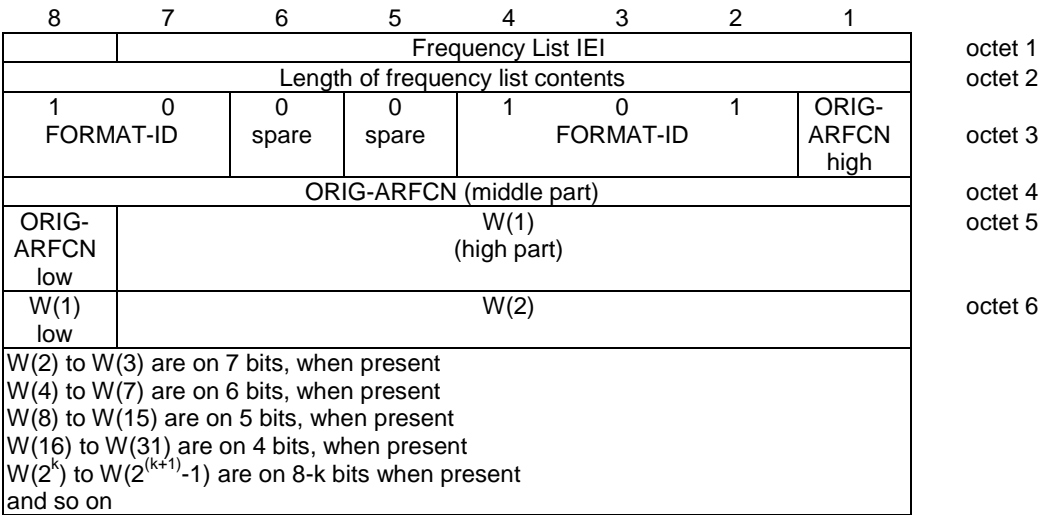 8 7 6 5 4 3 2 1
Frequency List IEI octet 1
Length of frequency list contents octet 2
1 0 0 0 1 0 1 ORIG-
FORMAT-ID spare spare FORMAT-ID ARFCN octet 3
high
ORIG-ARFCN (middle part) octet 4
ORIG- W(1) octet 5
ARFCN (high part)
low
W(1) W(2) octet 6
low
W(2) to W(3) are on 7 bits, when present
W(4) to W(7) are on 6 bits, when present
W(8) to W(15) are on 5 bits, when present
W(16) to W(31) are on 4 bits, when present
W(2^k) to W(2^(k+1)-1) are on 8-k bits when present
and so on